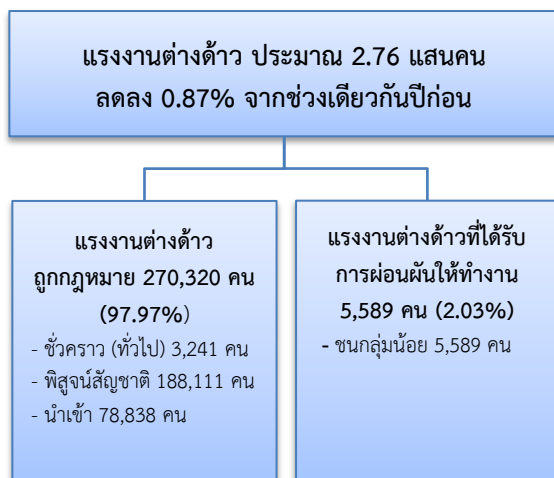 แรงงานต่างด้าว ประมาณ 2.76 แสนคน
ลดลง 0.87% จากช่วงเดียวกันปีก่อน
แรงงานต่างด้าว
ถูกกฎหมาย 270,320 คน
(97.97%)
- ชั่วคราว (ทั่วไป) 3,241 คน
- พิสูจน์สัญชาติ 188,111 คน
- นำเข้า 78,838 คน
แรงงานต่างด้าวที่ได้รับ
การผ่อนผันให้ทำงาน
5,589 คน (2.03%)
- ชนกลุ่มน้อย 5,589 คน